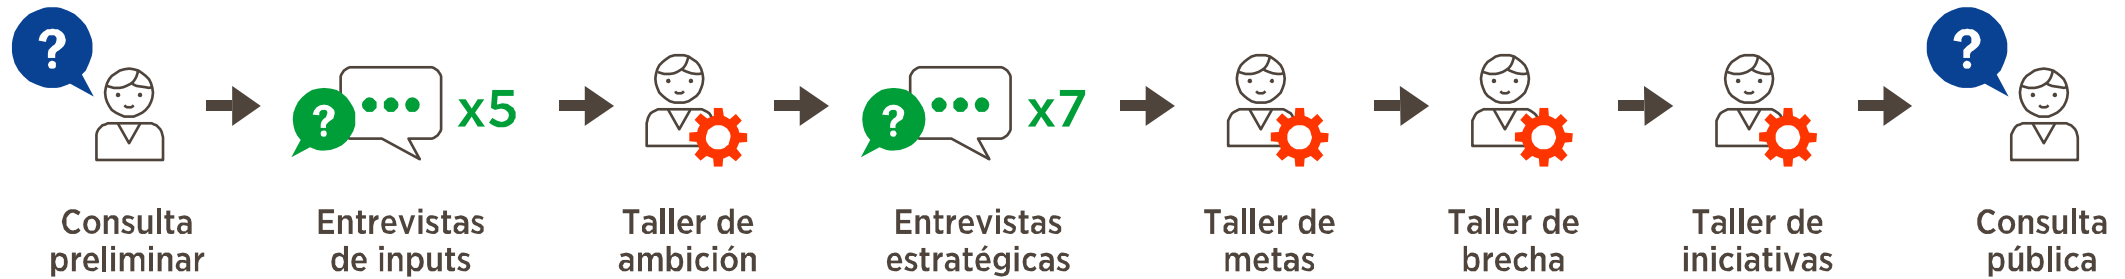 ?
Consulta
preliminar
? x5
Entrevistas
de inputs
Taller de
ambición
? x7
Entrevistas
estratégicas
Taller de
metas
Taller de
brecha
Taller de
iniciativas
?
Consulta
pública